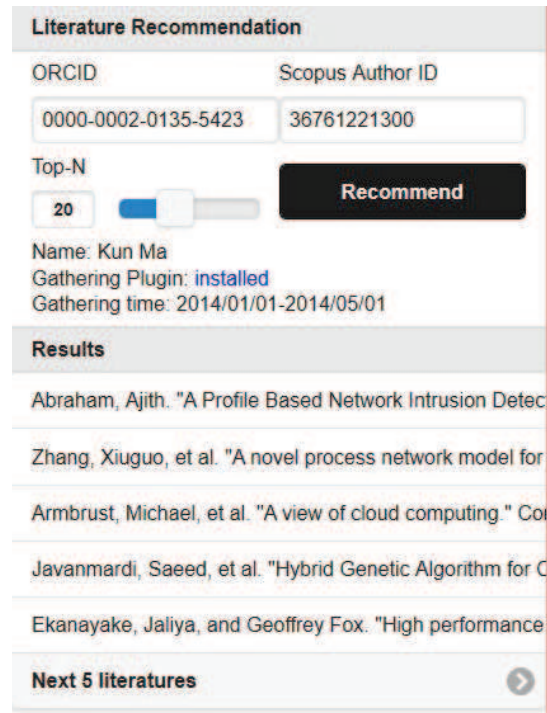 Literature Recommendation
ORCID Scopus Author ID
0000-0002-0135-5423 36761221300
Top-N
20 Recommend
Name: Kun Ma
Gathering Plugin: installed
Gathering time: 2014/01/01-2014/05/01
Results
Abraham, Ajith. "A Profile Based Network Intrusion Detec
Zhang, Xiuguo, et al. "A novel process network model for
Armbrust, Michael, et al. "A view of cloud computing." Co
Javanmardi, Saeed, et al. "Hybrid Genetic Algorithm for C
Ekanayake, Jaliya, and Geoffrey Fox. "High performance
Next 5 literatures